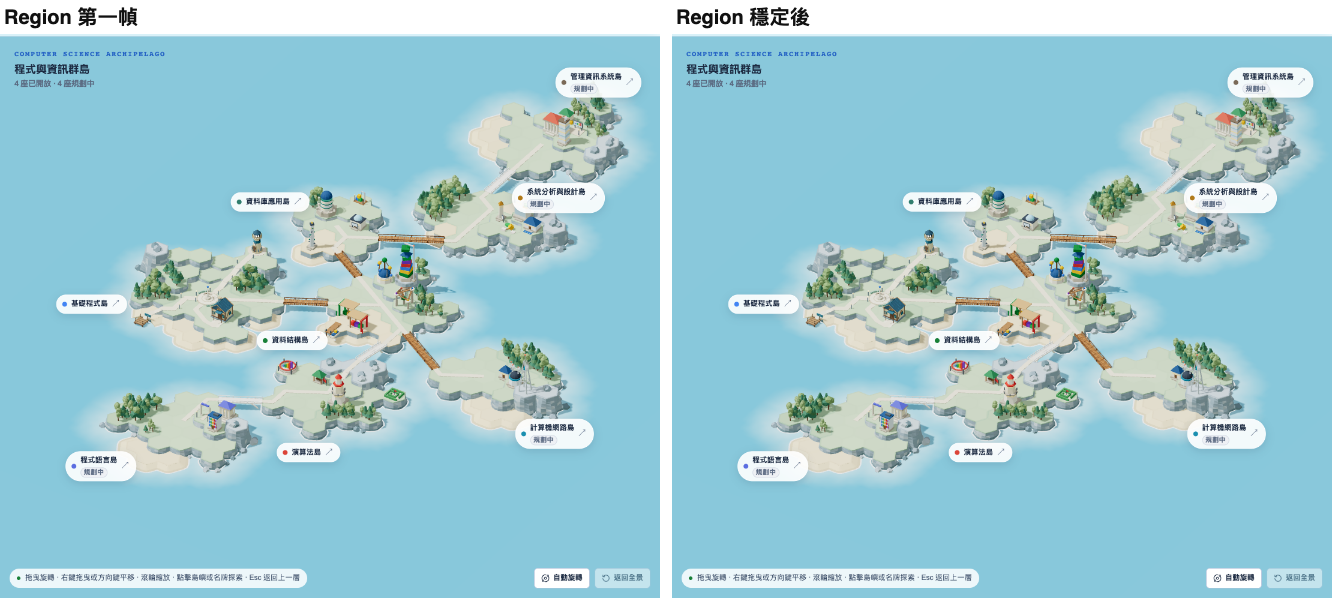 Region 第一幀
COMPUTER SCIENCE ARCHIPELAGO
程式與資訊群島
4 座已開放 · 4 座規劃中
管理資訊系統島 ↗
規劃中
系統分析與設計島 ↗
規劃中
資料庫應用島 ↗
基礎程式島 ↗
資料結構島 ↗
計算機網路島 ↗
規劃中
演算法島 ↗
程式語言島 ↗
規劃中
拖曳旋轉 · 右鍵拖曳或方向鍵平移 · 滾輪縮放 · 點擊島嶼或名牌探索 · Esc 返回上一層
自動旋轉
返回全景
Region 穩定後
COMPUTER SCIENCE ARCHIPELAGO
程式與資訊群島
4 座已開放 · 4 座規劃中
管理資訊系統島 ↗
規劃中
系統分析與設計島 ↗
規劃中
資料庫應用島 ↗
基礎程式島 ↗
資料結構島 ↗
計算機網路島 ↗
規劃中
演算法島 ↗
程式語言島 ↗
規劃中
拖曳旋轉 · 右鍵拖曳或方向鍵平移 · 滾輪縮放 · 點擊島嶼或名牌探索 · Esc 返回上一層
自動旋轉
返回全景